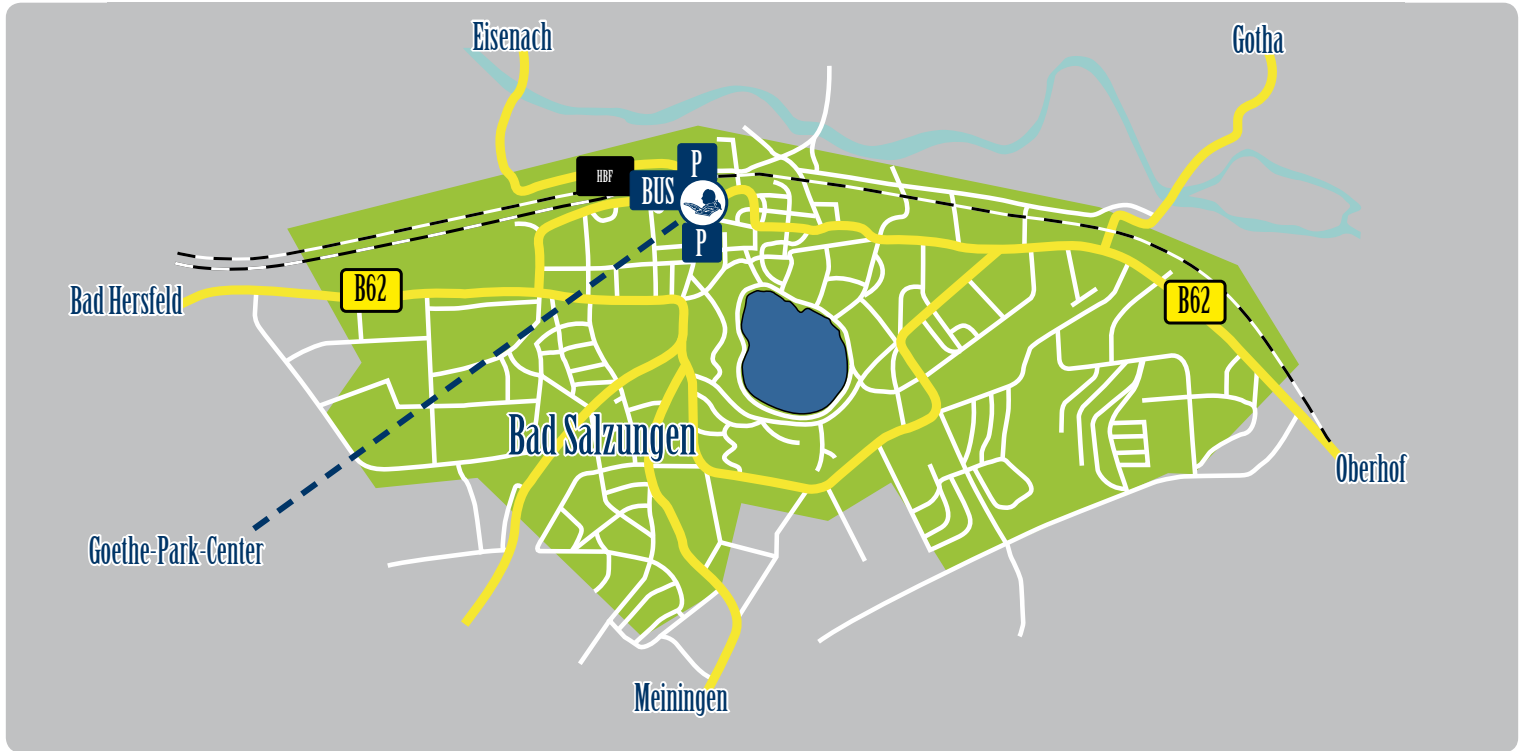 Eisenach
Gotha
P
HBF
BUS
P
Bad Hersfeld
B62
B62
Bad Salzungen
Oberhof
Goethe-Park-Center
Meiningen